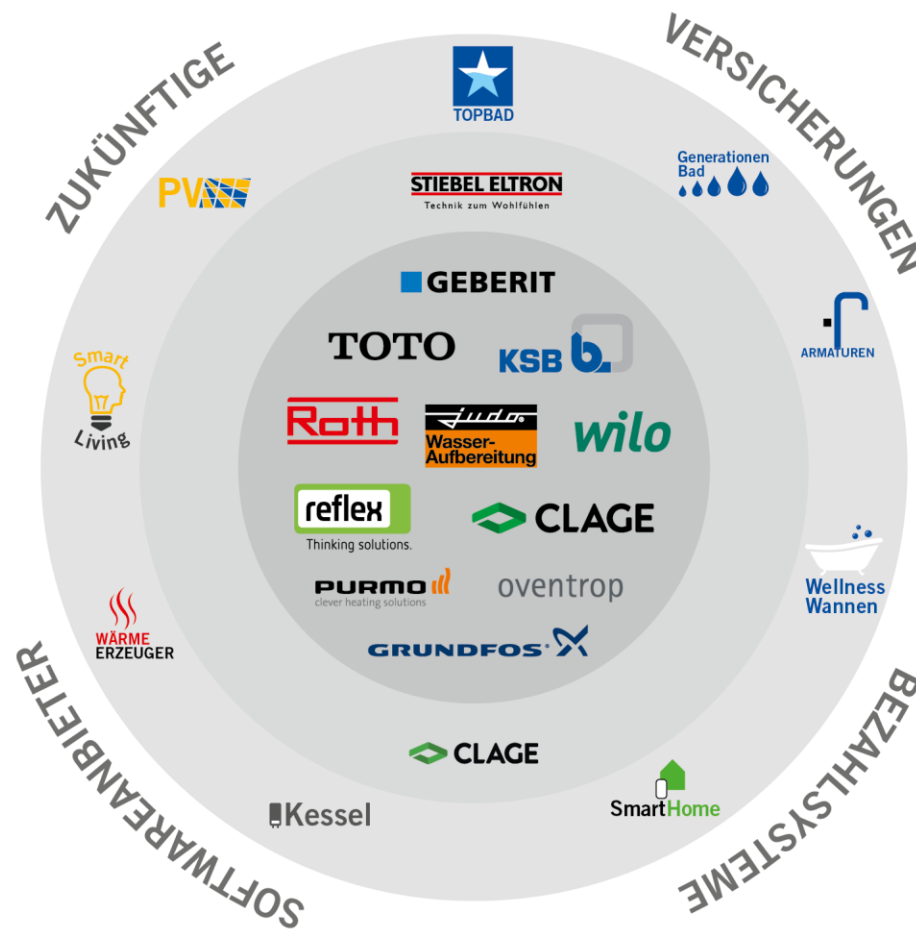 ZUKÜNFTIGE
VERSICHERUNGEN
TOPBAD
PV
STIEBEL ELTRON
Technik zum Wohlfühlen
Generationen
Bad
GEBERIT
TOTO
KSB b.
ARMATUREN
Smart
Living
Roth
judo
Wasser-
Aufbereitung
wilo
reflex
Thinking solutions.
CLAGE
PURMO
clever heating solutions
oventrop
Wellness
Wannen
WÄRME
ERZEUGER
GRUNDFOS
SOFTWAREANBIETER
BEZAHLSYSTEME
CLAGE
Kessel
SmartHome